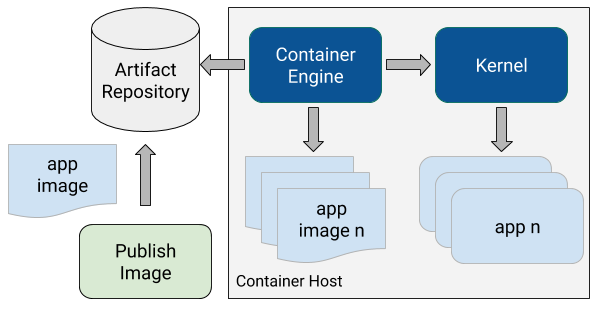 Artifact
Repository
Container
Engine
Kernel
app
image
app
image n
app n
Publish
Image
Container Host